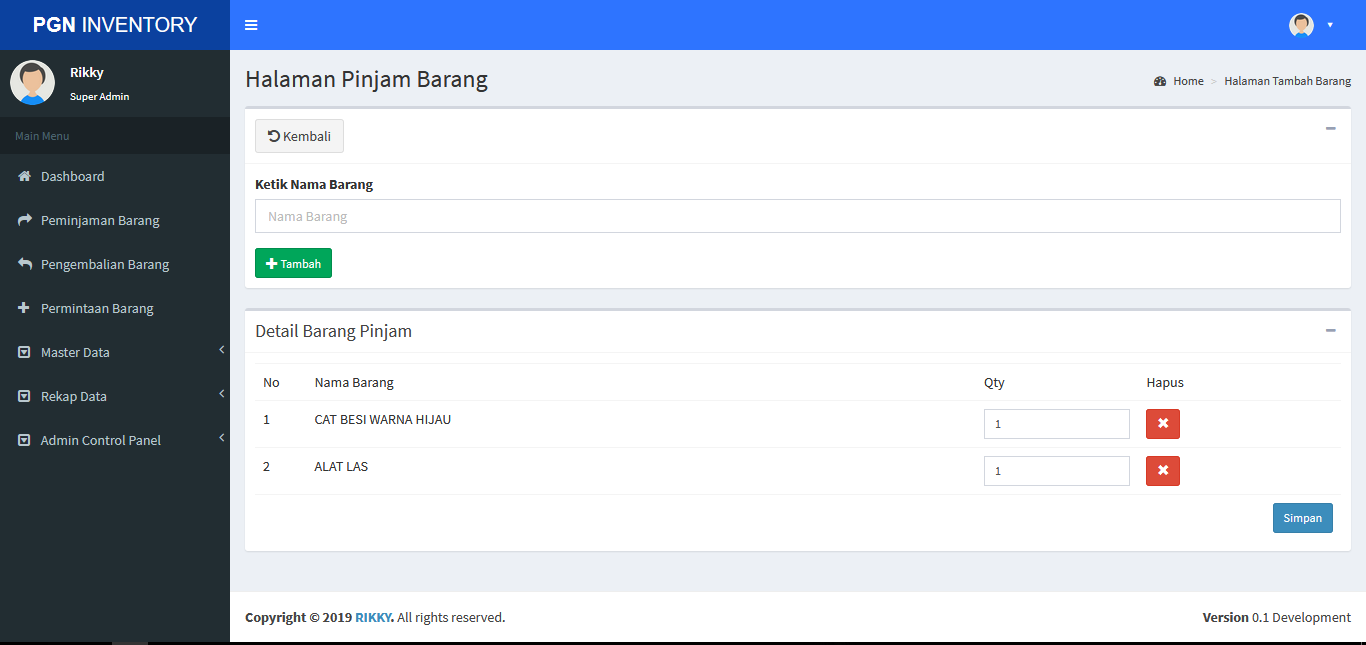 PGN INVENTORY
Rikky
Super Admin
Main Menu
Dashboard
Peminjaman Barang
Pengembalian Barang
Permintaan Barang
Master Data
Rekap Data
Admin Control Panel
Halaman Pinjam Barang
Home > Halaman Tambah Barang
Kembali
Ketik Nama Barang
Nama Barang
Tambah
Detail Barang Pinjam
No Nama Barang Qty Hapus
1 CAT BESI WARNA HIJAU 1
2 ALAT LAS 1
Simpan
Copyright © 2019 RIKKY. All rights reserved. Version 0.1 Development